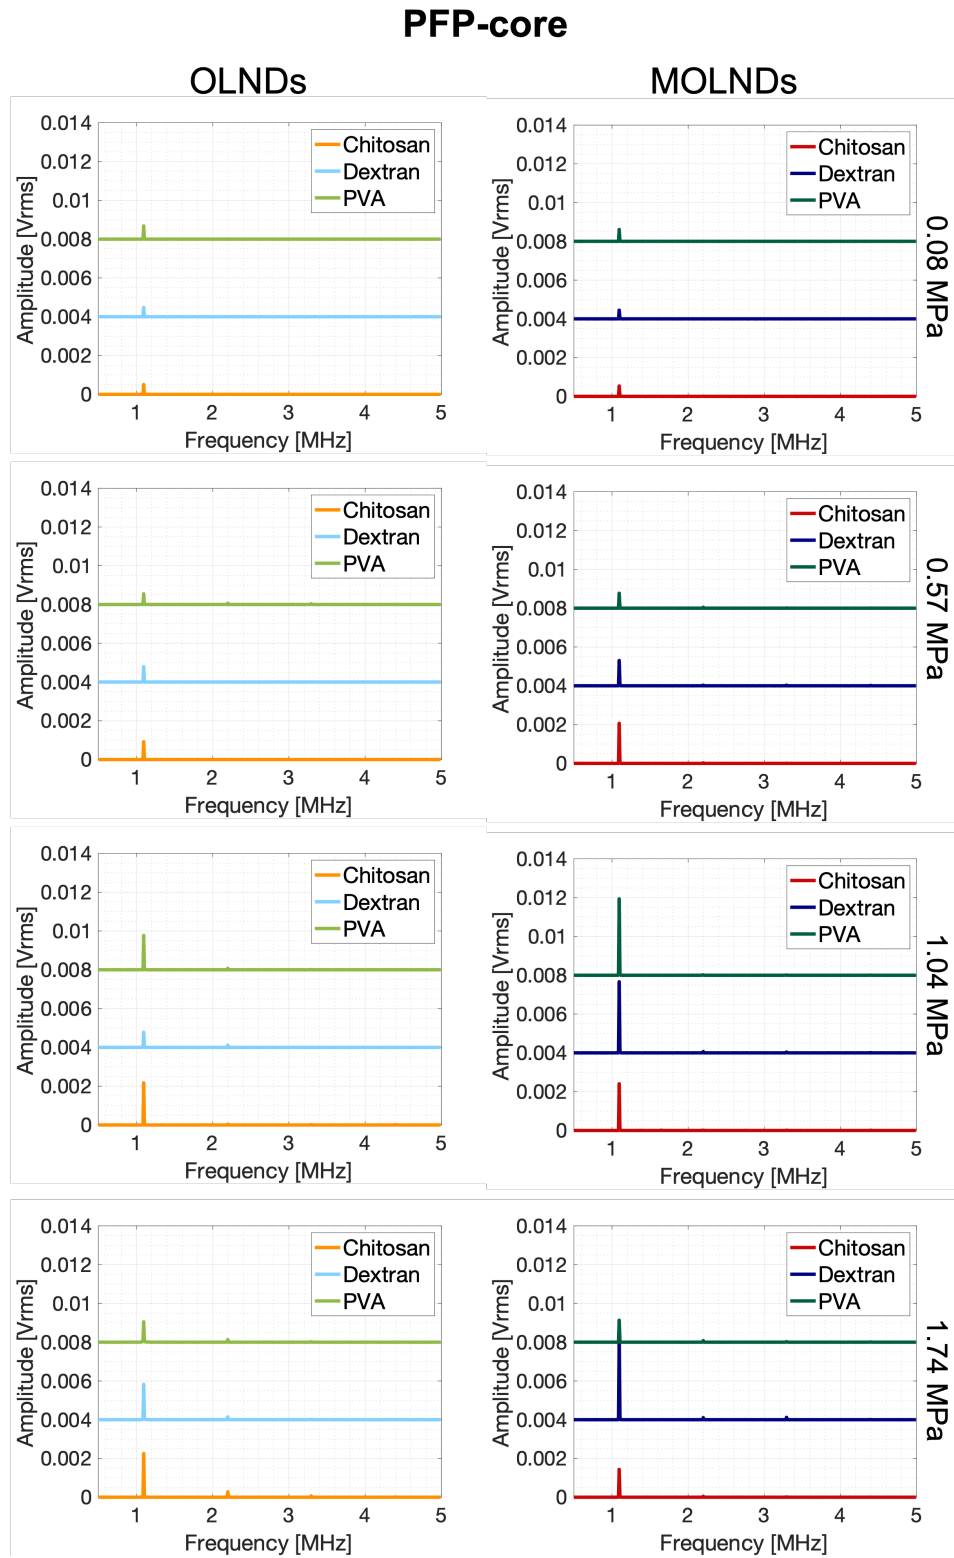 PFP-core
OLNDs
MOLNDs
0.014
0.012
0.01
0.008
0.006
0.004
0.002
0
Amplitude [Vrms]
1 2 3 4 5
Frequency [MHz]
Chitosan
Dextran
PVA
0.014
0.012
0.01
0.008
0.006
0.004
0.002
0
Amplitude [Vrms]
1 2 3 4 5
Frequency [MHz]
Chitosan
Dextran
PVA
0.08 MPa
0.014
0.012
0.01
0.008
0.006
0.004
0.002
0
Amplitude [Vrms]
1 2 3 4 5
Frequency [MHz]
Chitosan
Dextran
PVA
0.014
0.012
0.01
0.008
0.006
0.004
0.002
0
Amplitude [Vrms]
1 2 3 4 5
Frequency [MHz]
Chitosan
Dextran
PVA
0.57 MPa
0.014
0.012
0.01
0.008
0.006
0.004
0.002
0
Amplitude [Vrms]
1 2 3 4 5
Frequency [MHz]
Chitosan
Dextran
PVA
0.014
0.012
0.01
0.008
0.006
0.004
0.002
0
Amplitude [Vrms]
1 2 3 4 5
Frequency [MHz]
Chitosan
Dextran
PVA
1.04 MPa
0.014
0.012
0.01
0.008
0.006
0.004
0.002
0
Amplitude [Vrms]
1 2 3 4 5
Frequency [MHz]
Chitosan
Dextran
PVA
0.014
0.012
0.01
0.008
0.006
0.004
0.002
0
Amplitude [Vrms]
1 2 3 4 5
Frequency [MHz]
Chitosan
Dextran
PVA
1.74 MPa